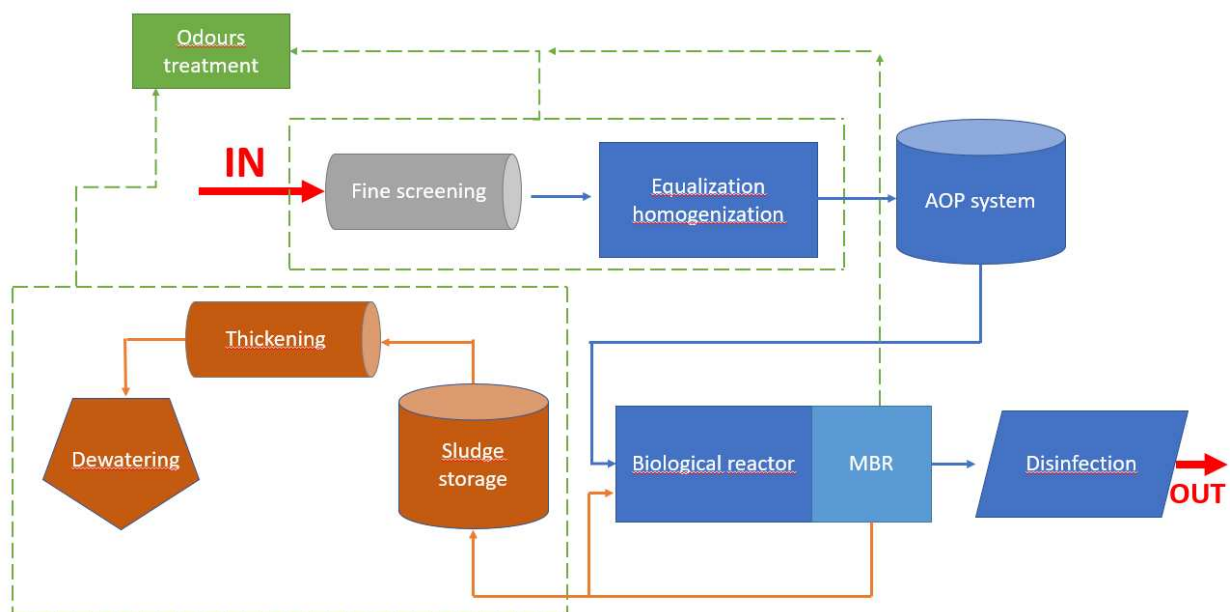 Odours
treatment
IN
Fine screening
Equalization
homogenization
AOP system
Thickening
Dewatering
Sludge
storage
Biological reactor
MBR
Disinfection
OUT